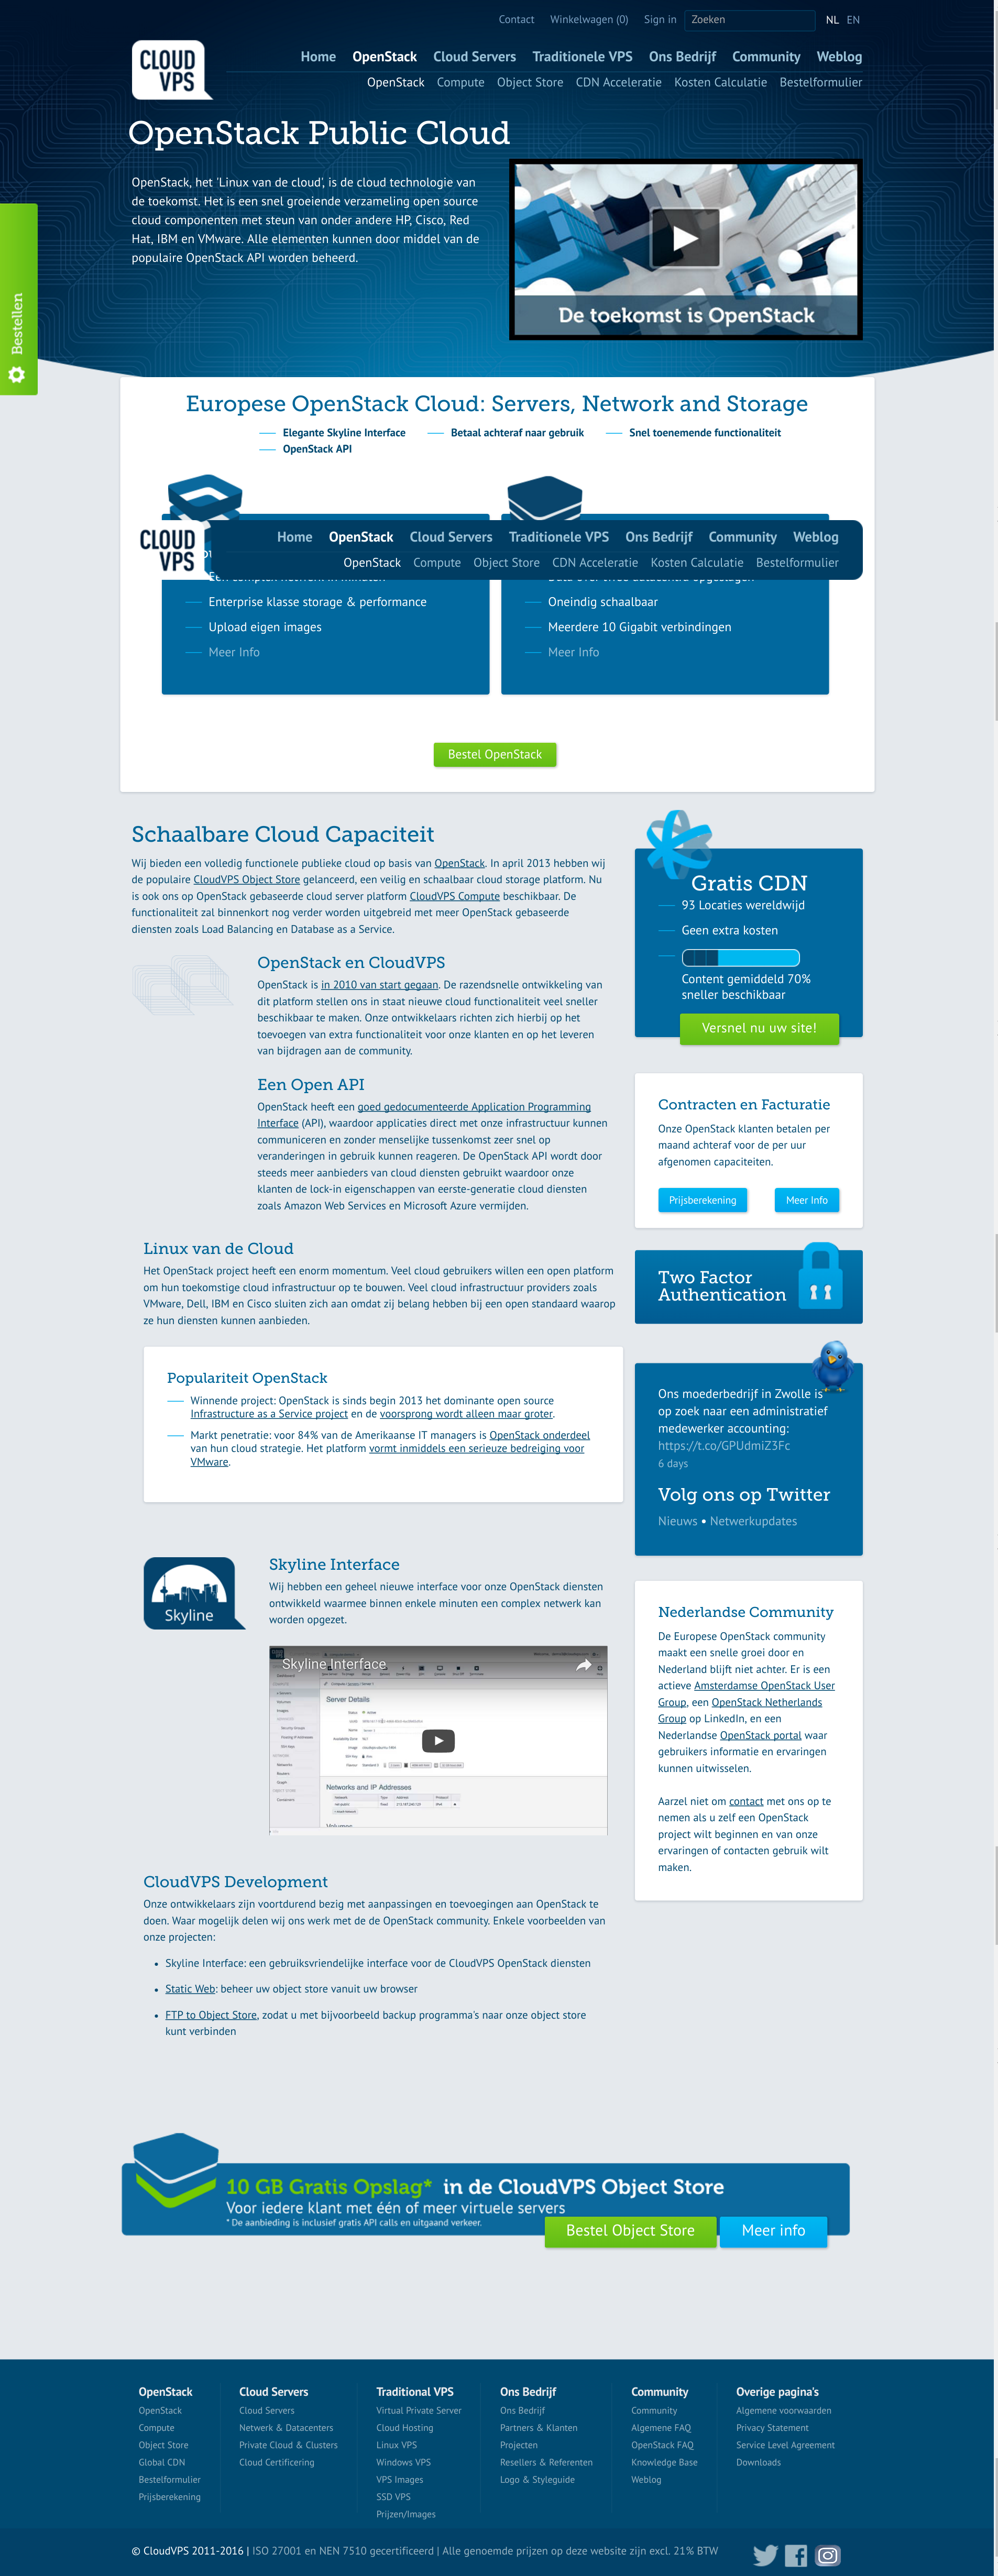 Contact Winkelwagen (0) Sign in Zoeken NL EN
CLOUD VPS
Home OpenStack Cloud Servers Traditionele VPS Ons Bedrijf Community Weblog
OpenStack Compute Object Store CDN Acceleratie Kosten Calculatie Bestelformulier
OpenStack Public Cloud
OpenStack, het 'Linux van de cloud', is de cloud technologie van
de toekomst. Het is een snel groeiende verzameling open source
cloud componenten met steun van onder andere HP, Cisco, Red
Hat, IBM en VMware. Alle elementen kunnen door middel van de
populaire OpenStack API worden beheerd.
De toekomst is OpenStack
Bestellen
Europese OpenStack Cloud: Servers, Network and Storage
Elegante Skyline Interface Betaal achteraf naar gebruik Snel toenemende functionaliteit
OpenStack API
CLOUD VPS
Home OpenStack Cloud Servers Traditionele VPS Ons Bedrijf Community Weblog
OpenStack Compute Object Store CDN Acceleratie Kosten Calculatie Bestelformulier
Enterprise klasse storage & performance
Upload eigen images
Meer Info
Oneindig schaalbaar
Meerdere 10 Gigabit verbindingen
Meer Info
Bestel OpenStack
Schaalbare Cloud Capaciteit
Wij bieden een volledig functionele publieke cloud op basis van OpenStack. In april 2013 hebben wij
de populaire CloudVPS Object Store gelanceerd, een veilig en schaalbaar cloud storage platform. Nu
is ook ons op OpenStack gebaseerde cloud server platform CloudVPS Compute beschikbaar. De
functionaliteit zal binnenkort nog verder worden uitgebreid met meer OpenStack gebaseerde
diensten zoals Load Balancing en Database as a Service.
OpenStack en CloudVPS
OpenStack is in 2010 van start gegaan. De razendsnelle ontwikkeling van
dit platform stellen ons in staat nieuwe cloud functionaliteit veel sneller
beschikbaar te maken. Onze ontwikkelaars richten zich hierbij op het
toevoegen van extra functionaliteit voor onze klanten en op het leveren
van bijdragen aan de community.
Een Open API
OpenStack heeft een goed gedocumenteerde Application Programming
Interface (API), waardoor applicaties direct met onze infrastructuur kunnen
communiceren en zonder menselijke tussenkomst zeer snel op
veranderingen in gebruik kunnen reageren. De OpenStack API wordt door
steeds meer aanbieders van cloud diensten gebruikt waardoor onze
klanten de lock-in eigenschappen van eerste-generatie cloud diensten
zoals Amazon Web Services en Microsoft Azure vermijden.
Linux van de Cloud
Het OpenStack project heeft een enorm momentum. Veel cloud gebruikers willen een open platform
om hun toekomstige cloud infrastructuur op te bouwen. Veel cloud infrastructuur providers zoals
VMware, Dell, IBM en Cisco sluiten zich aan omdat zij belang hebben bij een open standaard waarop
ze hun diensten kunnen aanbieden.
Populariteit OpenStack
Winnende project: OpenStack is sinds begin 2013 het dominante open source
Infrastructure as a Service project en de voorsprong wordt alleen maar groter.
Markt penetratie: voor 84% van de Amerikaanse IT managers is OpenStack onderdeel
van hun cloud strategie. Het platform vormt inmiddels een serieuze bedreiging voor
VMware.
Skyline
Skyline Interface
Wij hebben een geheel nieuwe interface voor onze OpenStack diensten
ontwikkeld waarmee binnen enkele minuten een complex netwerk kan
worden opgezet.
Skyline Interface
Server Details
Networks and IP Addresses
CloudVPS Development
Onze ontwikkelaars zijn voortdurend bezig met aanpassingen en toevoegingen aan OpenStack te
doen. Waar mogelijk delen wij ons werk met de de OpenStack community. Enkele voorbeelden van
onze projecten:
Skyline Interface: een gebruiksvriendelijke interface voor de CloudVPS OpenStack diensten
Static Web: beheer uw object store vanuit uw browser
FTP to Object Store, zodat u met bijvoorbeeld backup programma's naar onze object store
kunt verbinden
Gratis CDN
93 Locaties wereldwijd
Geen extra kosten
Content gemiddeld 70%
sneller beschikbaar
Versnel nu uw site!
Contracten en Facturatie
Onze OpenStack klanten betalen per
maand achteraf voor de per uur
afgenomen capaciteiten.
Prijsberekening Meer Info
Two Factor
Authentication
Ons moederbedrijf in Zwolle is
op zoek naar een administratief
medewerker accounting:
https://t.co/GPUdmiZ3Fc
6 days
Volg ons op Twitter
Nieuws • Netwerkupdates
Nederlandse Community
De Europese OpenStack community
maakt een snelle groei door en
Nederland blijft niet achter. Er is een
actieve Amsterdamse OpenStack User
Group, een OpenStack Netherlands
Group op LinkedIn, en een
Nederlandse OpenStack portal waar
gebruikers informatie en ervaringen
kunnen uitwisselen.
Aarzel niet om contact met ons op te
nemen als u zelf een OpenStack
project wilt beginnen en van onze
ervaringen of contacten gebruik wilt
maken.
10 GB Gratis Opslag* in de CloudVPS Object Store
Voor iedere klant met één of meer virtuele servers
* De aanbieding is inclusief gratis API calls en uitgaand verkeer.
Bestel Object Store Meer info
OpenStack
OpenStack
Compute
Object Store
Global CDN
Bestelformulier
Prijsberekening
Cloud Servers
Cloud Servers
Netwerk & Datacenters
Private Cloud & Clusters
Cloud Certificering
Traditional VPS
Virtual Private Server
Cloud Hosting
Linux VPS
Windows VPS
VPS Images
SSD VPS
Prijzen/Images
Ons Bedrijf
Ons Bedrijf
Partners & Klanten
Projecten
Resellers & Referenten
Logo & Styleguide
Community
Community
Algemene FAQ
OpenStack FAQ
Knowledge Base
Weblog
Overige pagina's
Algemene voorwaarden
Privacy Statement
Service Level Agreement
Downloads
© CloudVPS 2011-2016 | ISO 27001 en NEN 7510 gecertificeerd | Alle genoemde prijzen op deze website zijn excl. 21% BTW